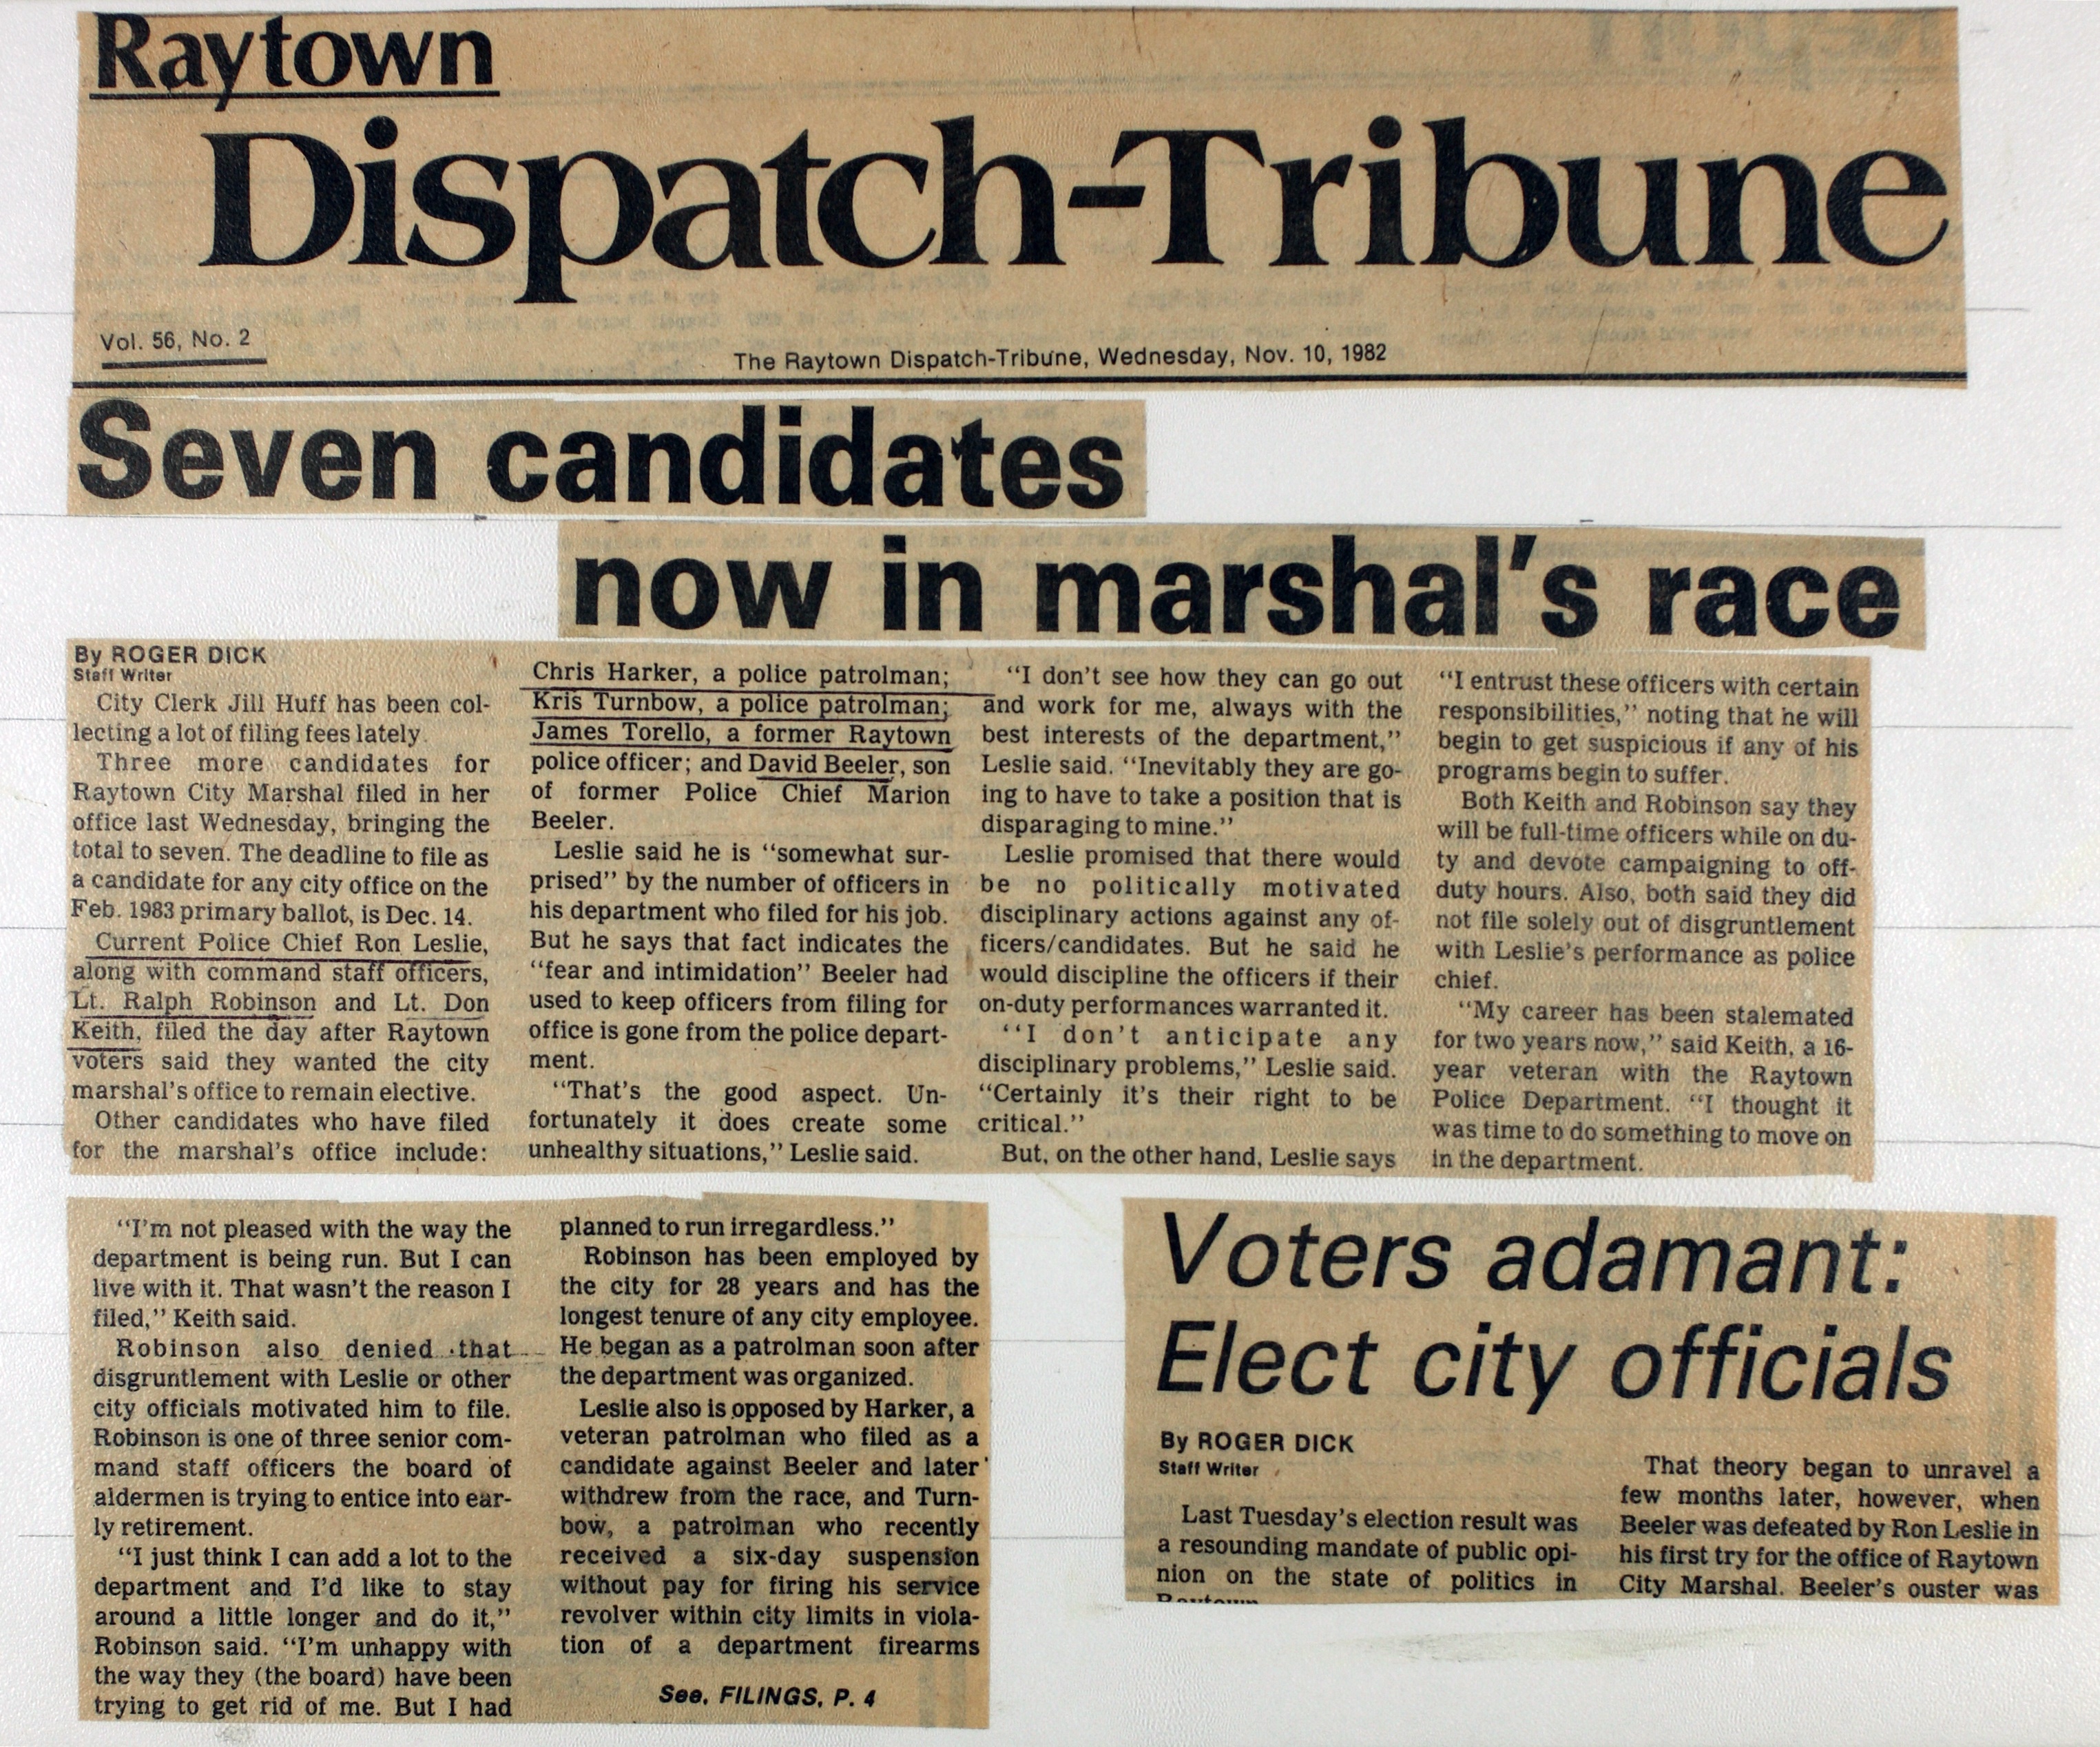 Raytown
Dispatch-Tribune
Vol. 56, No. 2
The Raytown Dispatch-Tribune, Wednesday, Nov. 10, 1982
Seven candidates
now in marshal's race
By ROGER DICK
Staff Writer
City Clerk Jill Huff has been col-
lecting a lot of filing fees lately.
Three more candidates for
Raytown City Marshal filed in her
office last Wednesday, bringing the
total to seven. The deadline to file as
a candidate for any city office on the
Feb. 1983 primary ballot, is Dec. 14.
Current Police Chief Ron Leslie,
along with command staff officers,
Lt. Ralph Robinson and Lt. Don
Keith, filed the day after Raytown
voters said they wanted the city
marshal's office to remain elective.
Other candidates who have filed
for the marshal's office include:
Chris Harker, a police patrolman;
Kris Turnbow, a police patrolman;
James Torello, a former Raytown
police officer; and David Beeler, son
of former Police Chief Marion
Beeler.
Leslie said he is "somewhat sur-
prised" by the number of officers in
his department who filed for his job.
But he says that fact indicates the
"fear and intimidation" Beeler had
used to keep officers from filing for
office is gone from the police depart-
ment.
"That's the good aspect. Un-
fortunately it does create some
unhealthy situations," Leslie said.
"I don't see how they can go out
and work for me, always with the
best interests of the department,"
Leslie said. "Inevitably they are go-
ing to have to take a position that is
disparaging to mine."
Leslie promised that there would
be no politically motivated
disciplinary actions against any of-
ficers/candidates. But he said he
would discipline the officers if their
on-duty performances warranted it.
"I don't anticipate any
disciplinary problems," Leslie said.
"Certainly it's their right to be
critical."
But, on the other hand, Leslie says
"I entrust these officers with certain
responsibilities," noting that he will
begin to get suspicious if any of his
programs begin to suffer.
Both Keith and Robinson say they
will be full-time officers while on du-
ty and devote campaigning to off-
duty hours. Also, both said they did
not file solely out of disgruntlement
with Leslie's performance as police
chief.
"My career has been stalemated
for two years now," said Keith, a 16-
year veteran with the Raytown
Police Department. "I thought it
was time to do something to move on
in the department.
"I'm not pleased with the way the
department is being run. But I can
live with it. That wasn't the reason I
filed," Keith said.
Robinson also denied that
disgruntlement with Leslie or other
city officials motivated him to file.
Robinson is one of three senior com-
mand staff officers the board of
aldermen is trying to entice into ear-
ly retirement.
"I just think I can add a lot to the
department and I'd like to stay
around a little longer and do it,"
Robinson said. "I'm unhappy with
the way they (the board) have been
trying to get rid of me. But I had
planned to run irregardless."
Robinson has been employed by
the city for 28 years and has the
longest tenure of any city employee.
He began as a patrolman soon after
the department was organized.
Leslie also is opposed by Harker, a
veteran patrolman who filed as a
candidate against Beeler and later
withdrew from the race, and Turn-
bow, a patrolman who recently
received a six-day suspension
without pay for firing his service
revolver within city limits in viola-
tion of a department firearms
See, FILINGS, P. 4
Voters adamant:
Elect city officials
By ROGER DICK
Staff Writer
Last Tuesday's election result was
a resounding mandate of public opi-
nion on the state of politics in
Raytown
That theory began to unravel a
few months later, however, when
Beeler was defeated by Ron Leslie in
his first try for the office of Raytown
City Marshal. Beeler's ouster was